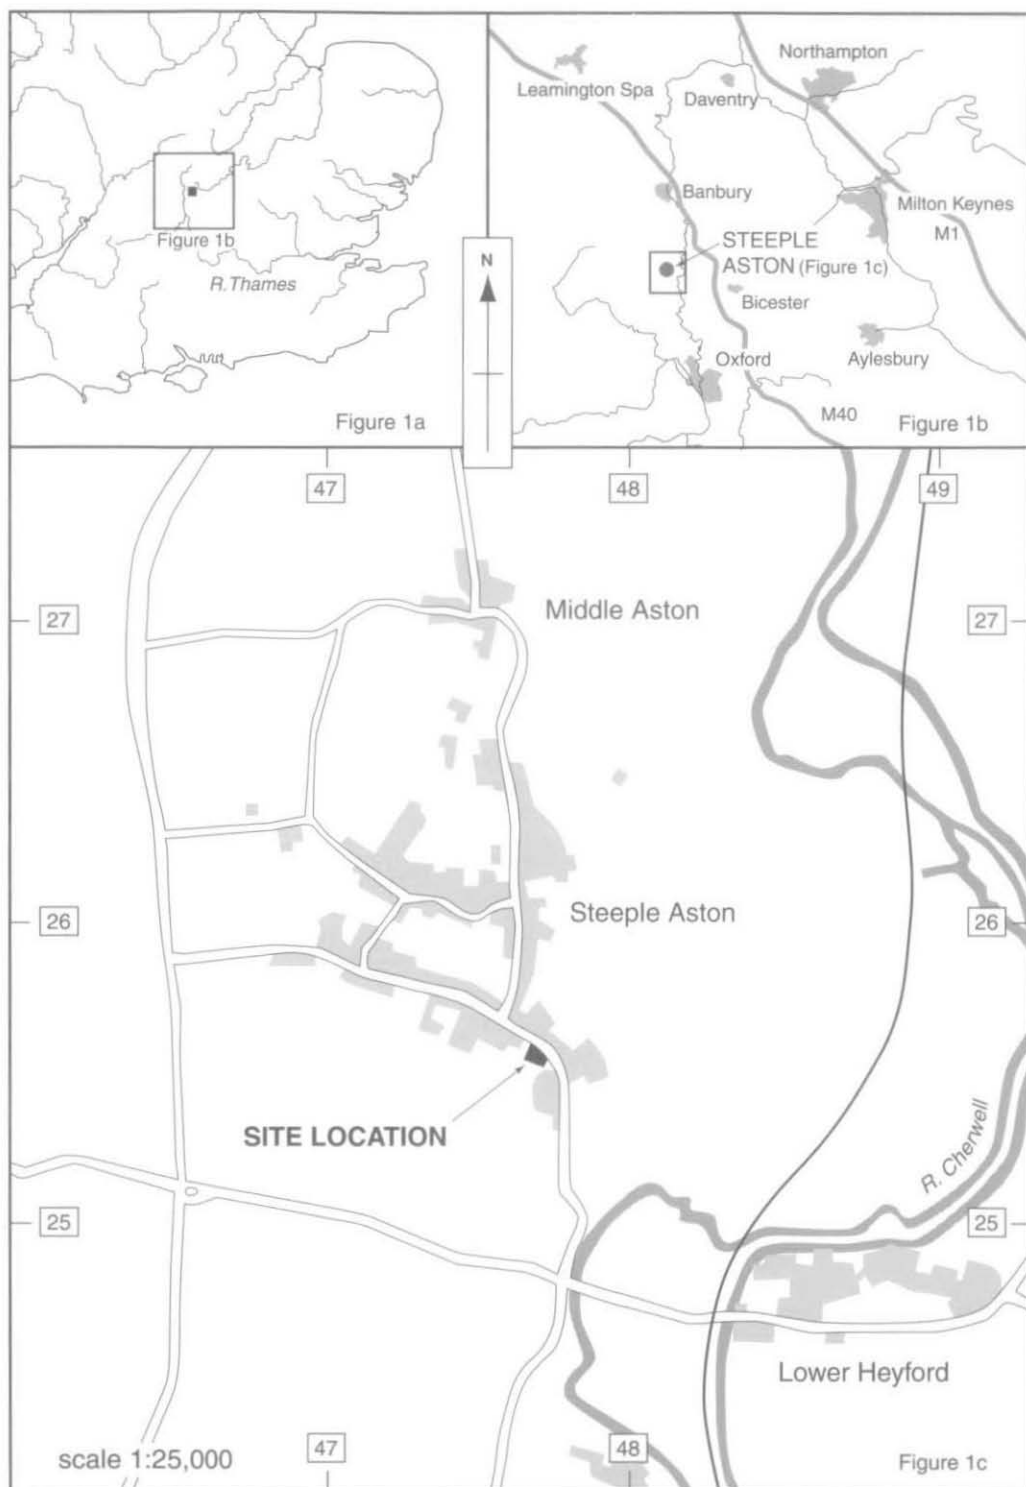 Figure 1b
R.Thames
Figure 1a
N
Northampton
Leamington Spa
Daventry
Banbury
Milton Keynes
M1
STEEPLE
ASTON (Figure 1c)
Bicester
Oxford
Aylesbury
M40
Figure 1b
47
48
49
27
Middle Aston
27
26
Steeple Aston
26
SITE LOCATION
R. Cherwell
25
25
Lower Heyford
47
48
scale 1:25,000
Figure 1c